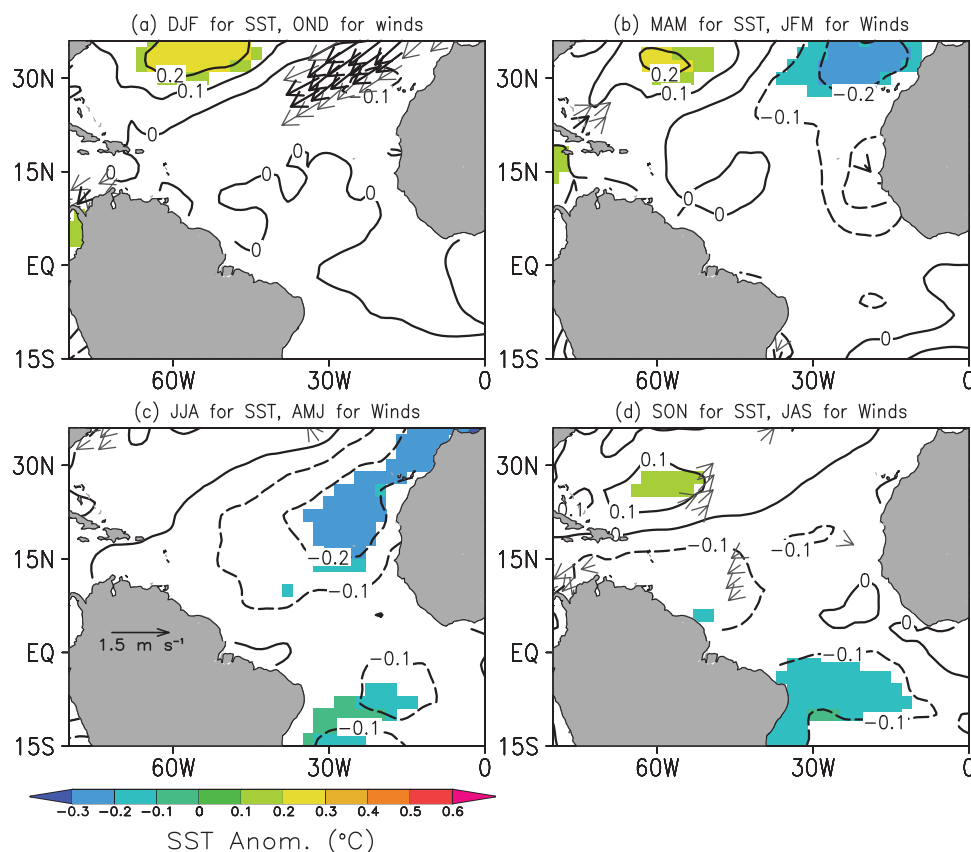 (a) DJF for SST, OND for winds
(b) MAM for SST, JFM for Winds
30N
15N
EQ
15S
60W
30W
0
0.2
0.1
-0.1
0
0
0
0
0
0
30N
15N
EQ
15S
60W
30W
0
0.2
0.1
-0.1
-0.2
0
0
0
(c) JJA for SST, AMJ for Winds
(d) SON for SST, JAS for Winds
30N
15N
EQ
15S
60W
30W
0
-0.2
-0.1
-0.1
-0.1
0
1.5 m s⁻¹
30N
15N
EQ
15S
60W
30W
0
0.1
0.1
0.1
0
-0.1
-0.1
0
0
-0.1
-0.1
-0.1
-0.3 -0.2 -0.1 0 0.1 0.2 0.3 0.4 0.5 0.6
SST Anom. (°C)